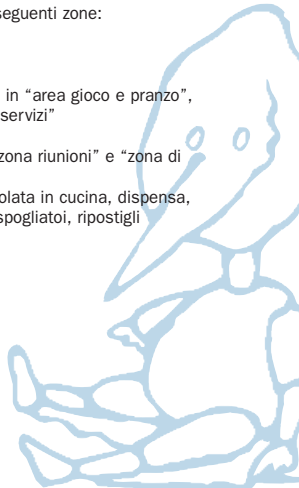 seguenti zone:
in “area gioco e pranzo”,
servizi”
zona riunioni” e “zona di
olata in cucina, dispensa,
spogliatoi, ripostigli